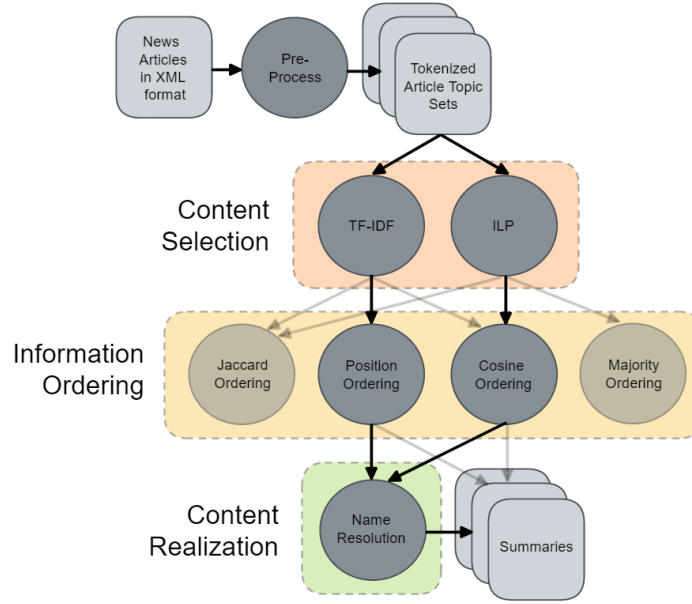 News
Articles
in XML
format
Pre-
Process
Tokenized
Article Topic
Sets
Content
Selection
TF-IDF
ILP
Information
Ordering
Jaccard
Ordering
Position
Ordering
Cosine
Ordering
Majority
Ordering
Content
Realization
Name
Resolution
Summaries